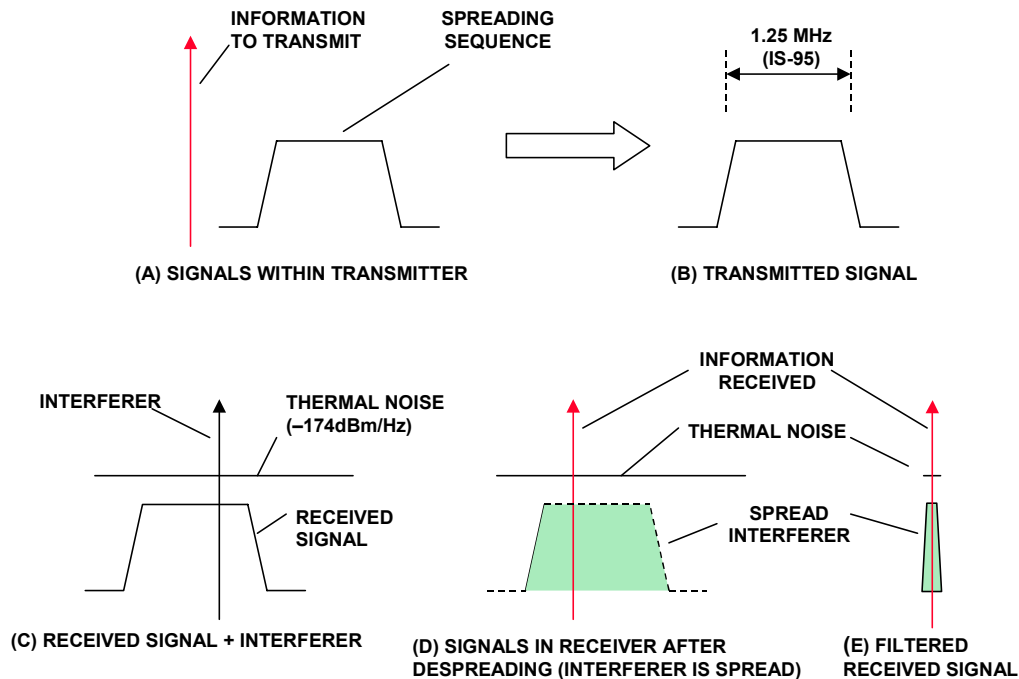 INFORMATION
TO TRANSMIT
SPREADING
SEQUENCE
1.25 MHz
(IS-95)
(A) SIGNALS WITHIN TRANSMITTER
(B) TRANSMITTED SIGNAL
INTERFERER
THERMAL NOISE
(–174dBm/Hz)
RECEIVED
SIGNAL
(C) RECEIVED SIGNAL + INTERFERER
INFORMATION
RECEIVED
THERMAL NOISE
SPREAD
INTERFERER
(D) SIGNALS IN RECEIVER AFTER
DESPREADING (INTERFERER IS SPREAD)
(E) FILTERED
RECEIVED SIGNAL